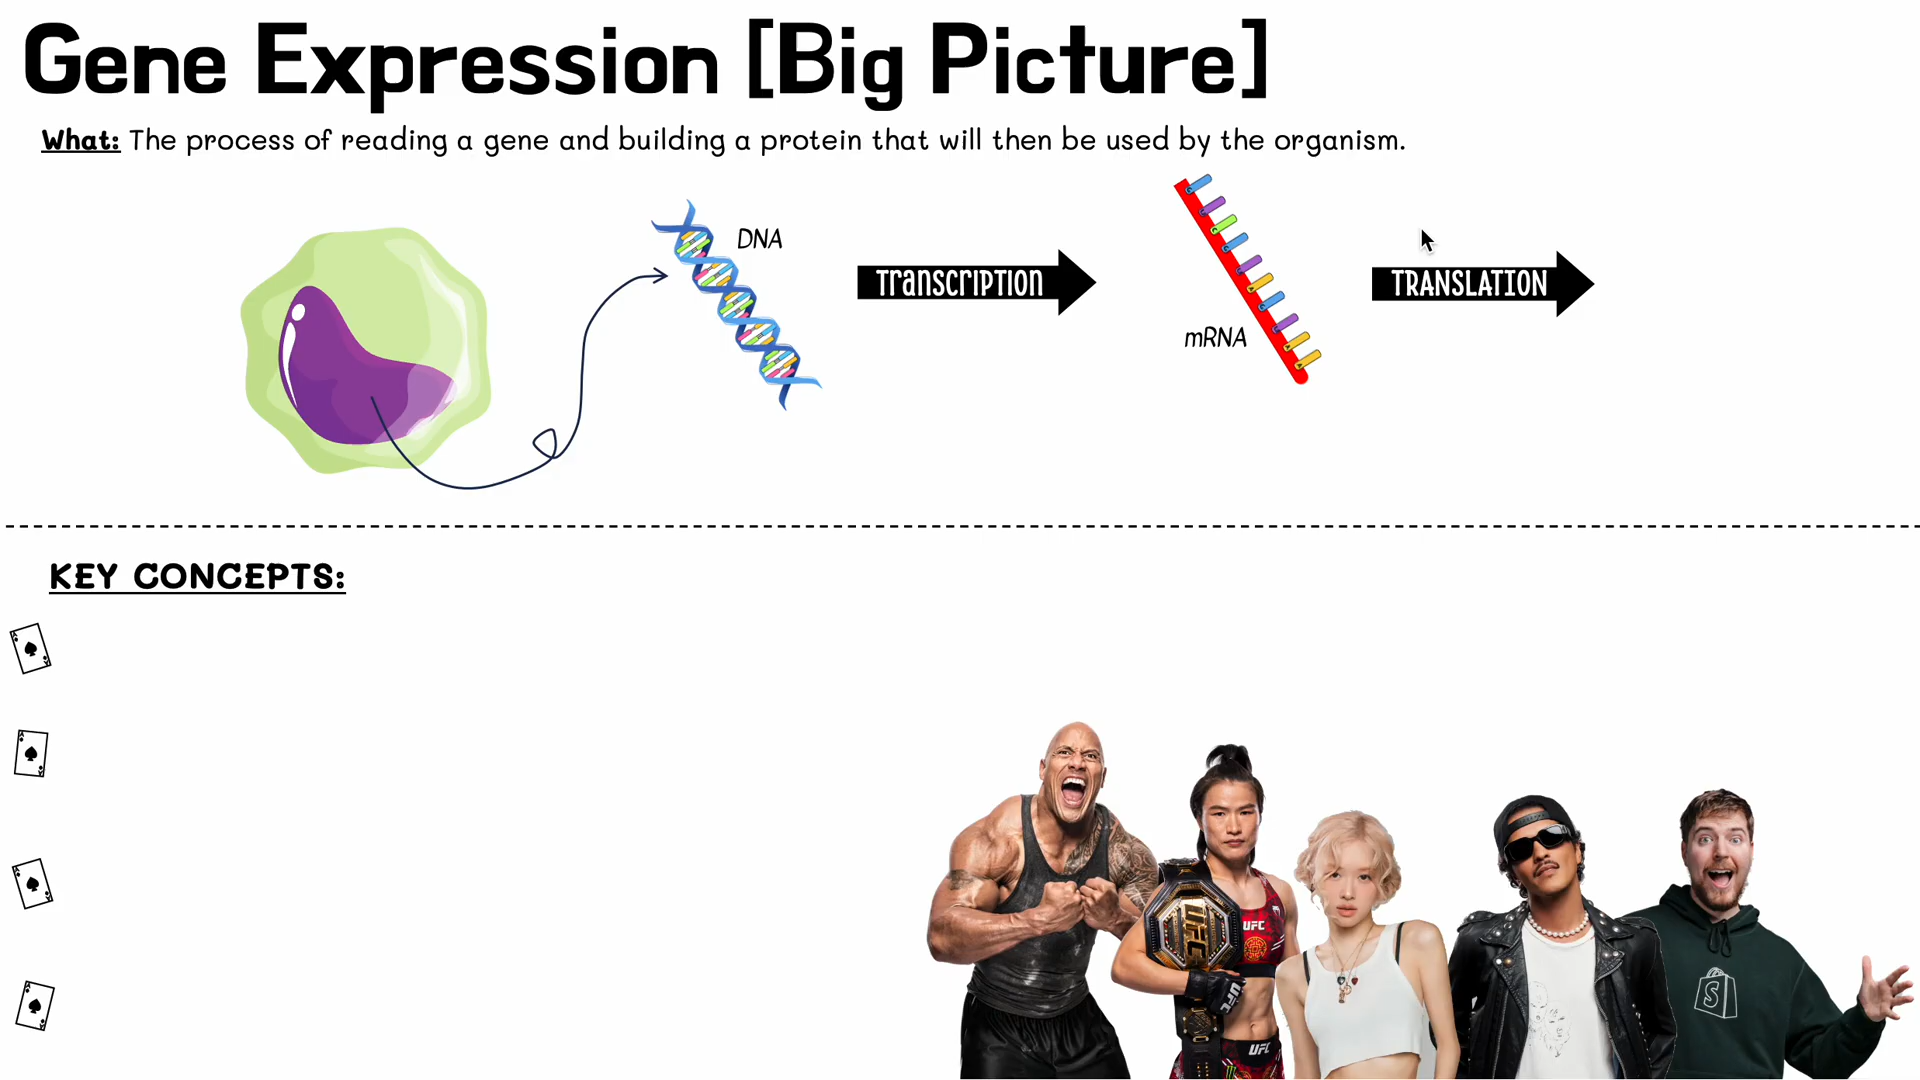 Gene Expression [Big Picture]
What: The process of reading a gene and building a protein that will then be used by the organism.
DNA
TRANSCRIPTION
mRNA
TRANSLATION
KEY CONCEPTS:
UFC
UFC
UFC
UFC
S